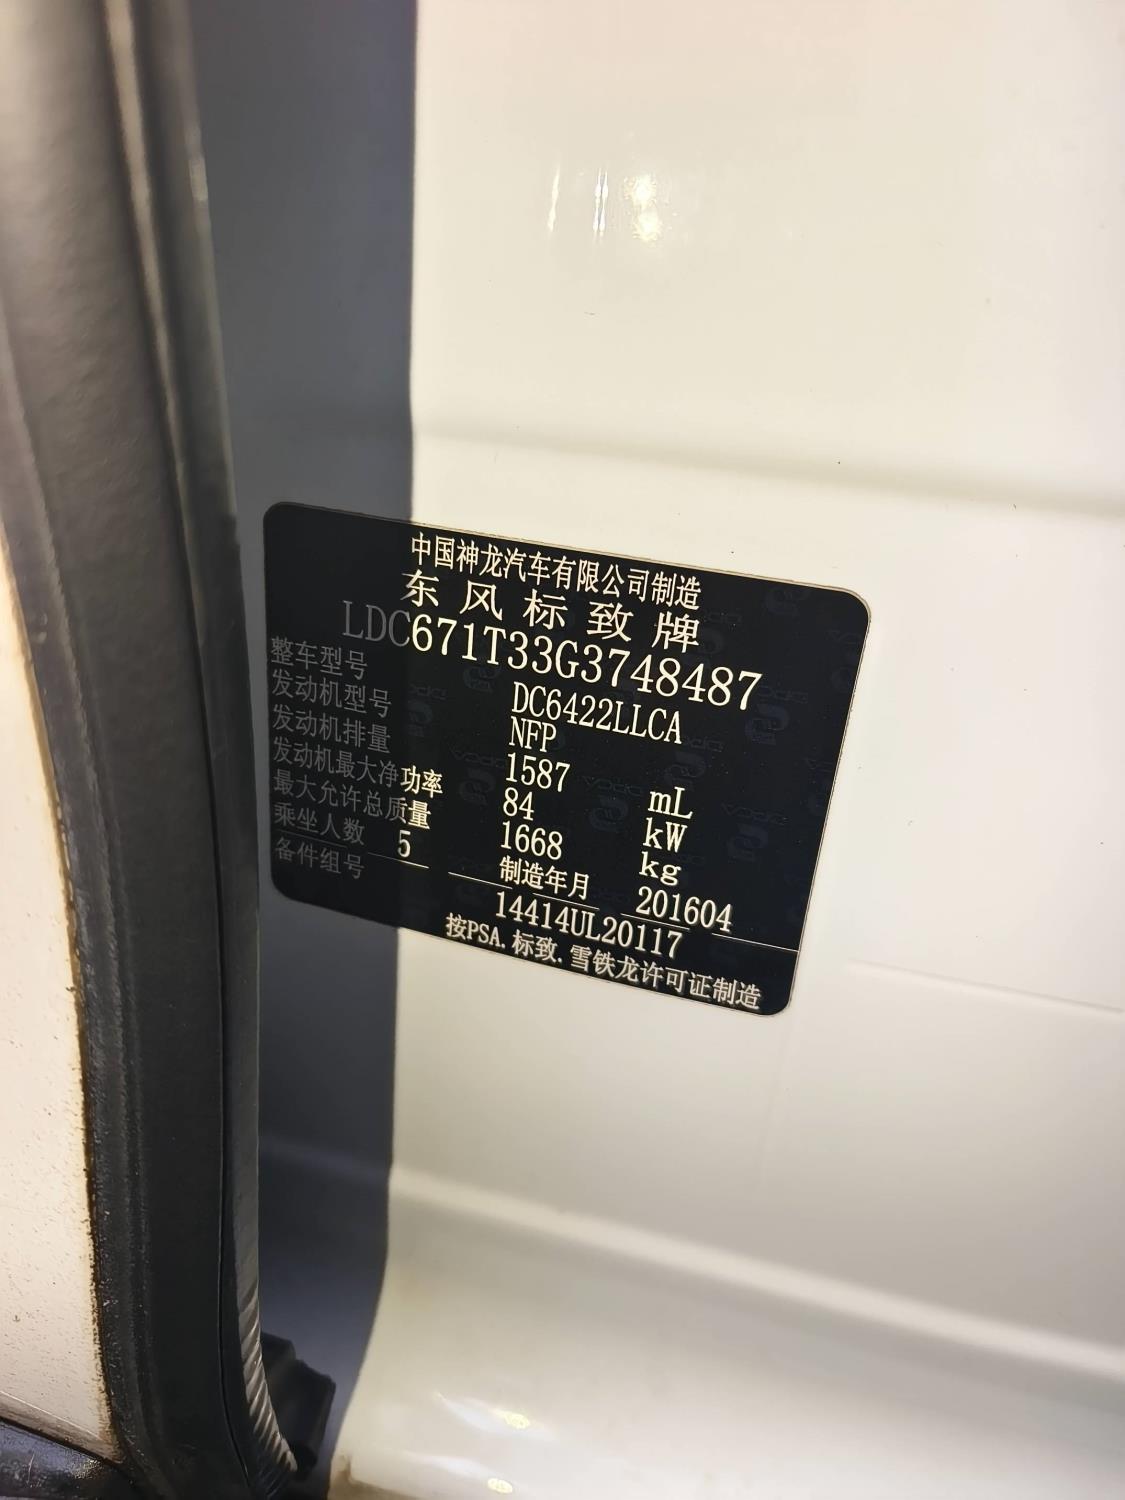 中国神龙汽车有限公司制造
东风标致牌
LDC671T33G3748487
整车型号 DC6422LLCA
发动机型号 NFP
发动机排量 1587 mL
发动机最大净功率 84 kW
最大允许总质量 1668 kg
乘坐人数 5 制造年月 201604
备件组号 14414UL20117
按PSA.标致.雪铁龙许可证制造